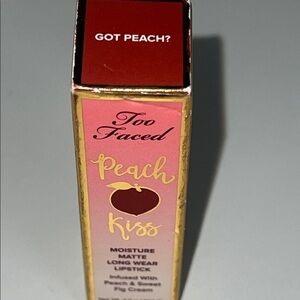 GOT PEACH?
Too
Faced
Peach
Kiss
MOISTURE
MATTE
LONG WEAR
LIPSTICK
Infused With
Peach & Sweet
Fig Cream